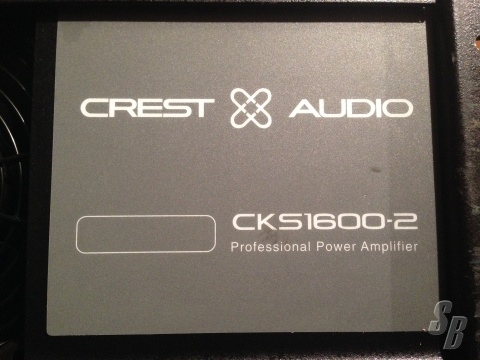 CREST AUDIO
CKS1600-2
Professional Power Amplifier
SB